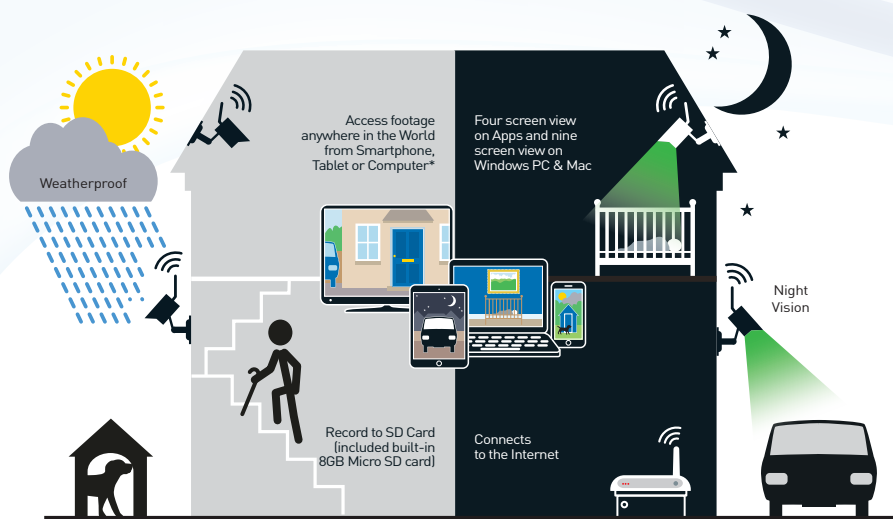 Weatherproof
Access footage
anywhere in the World
from Smartphone,
Tablet or Computer*
Four screen view
on Apps and nine
screen view on
Windows PC & Mac
Night
Vision
Record to SD Card
(included built-in
8GB Micro SD card)
Connects
to the Internet